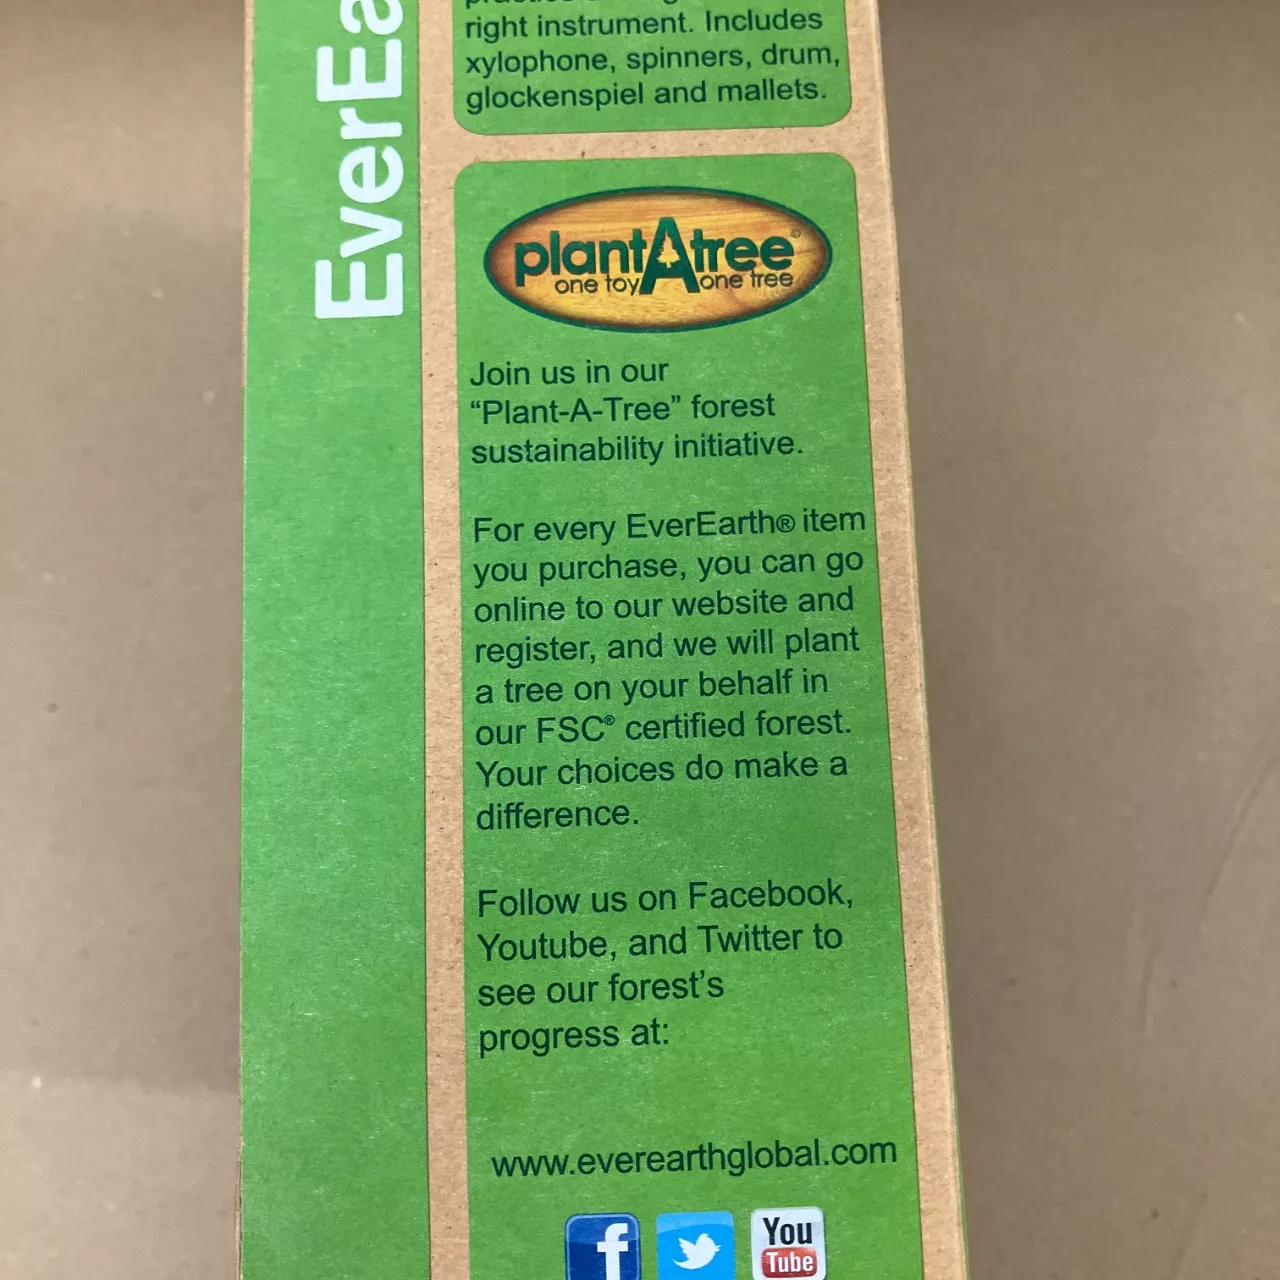 right instrument. Includes
xylophone, spinners, drum,
glockenspiel and mallets.
EverEa
plantAtree®
one toy one tree
Join us in our
“Plant-A-Tree” forest
sustainability initiative.
For every EverEarth® item
you purchase, you can go
online to our website and
register, and we will plant
a tree on your behalf in
our FSC® certified forest.
Your choices do make a
difference.
Follow us on Facebook,
Youtube, and Twitter to
see our forest’s
progress at:
www.everearthglobal.com
f
You
Tube